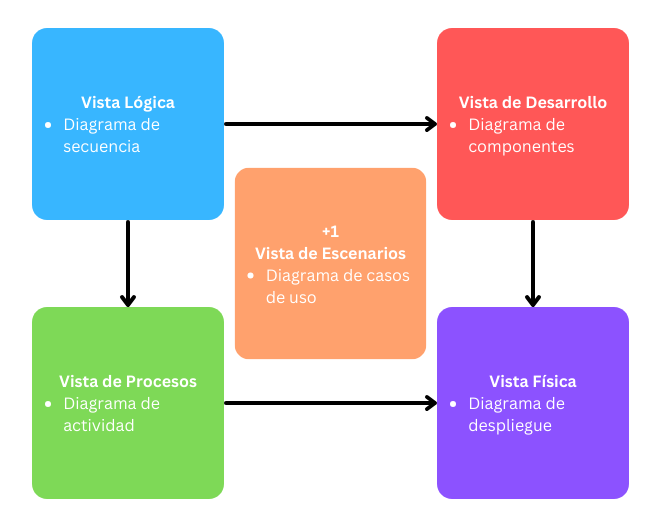 Vista Lógica
• Diagrama de
secuencia
Vista de Desarrollo
• Diagrama de
componentes
+1
Vista de Escenarios
• Diagrama de casos
de uso
Vista de Procesos
• Diagrama de
actividad
Vista Física
• Diagrama de
despliegue